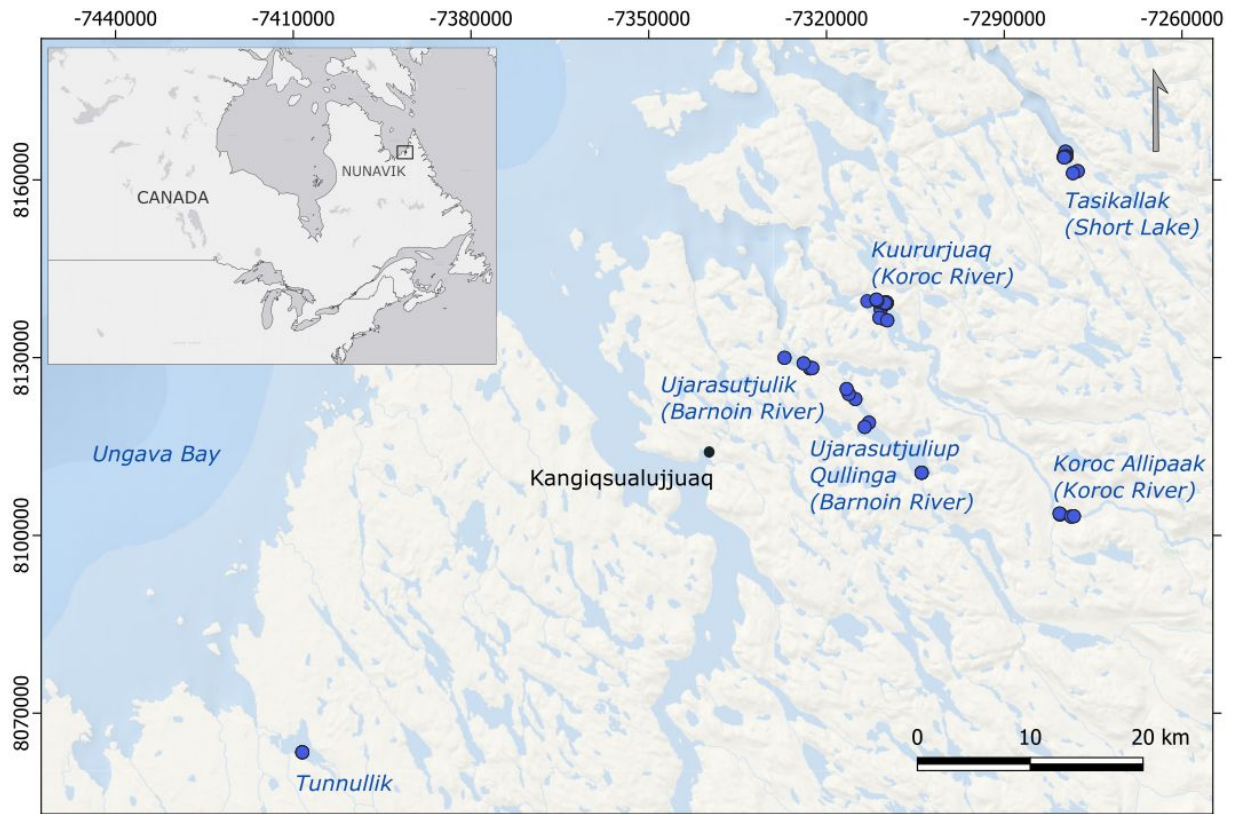 -7440000 -7410000 -7380000 -7350000 -7320000 -7290000 -7260000
8160000
8130000
8100000
8070000
CANADA
NUNAVIK
Tasikallak
(Short Lake)
Kuururjuaq
(Koroc River)
Ujarasutjulik
(Barnoin River)
Ungava Bay
Kangiqsualujjuaq
Ujarasutjuliup
Qullinga
(Barnoin River)
Koroc Allipaak
(Koroc River)
Tunnullik
0 10 20 km